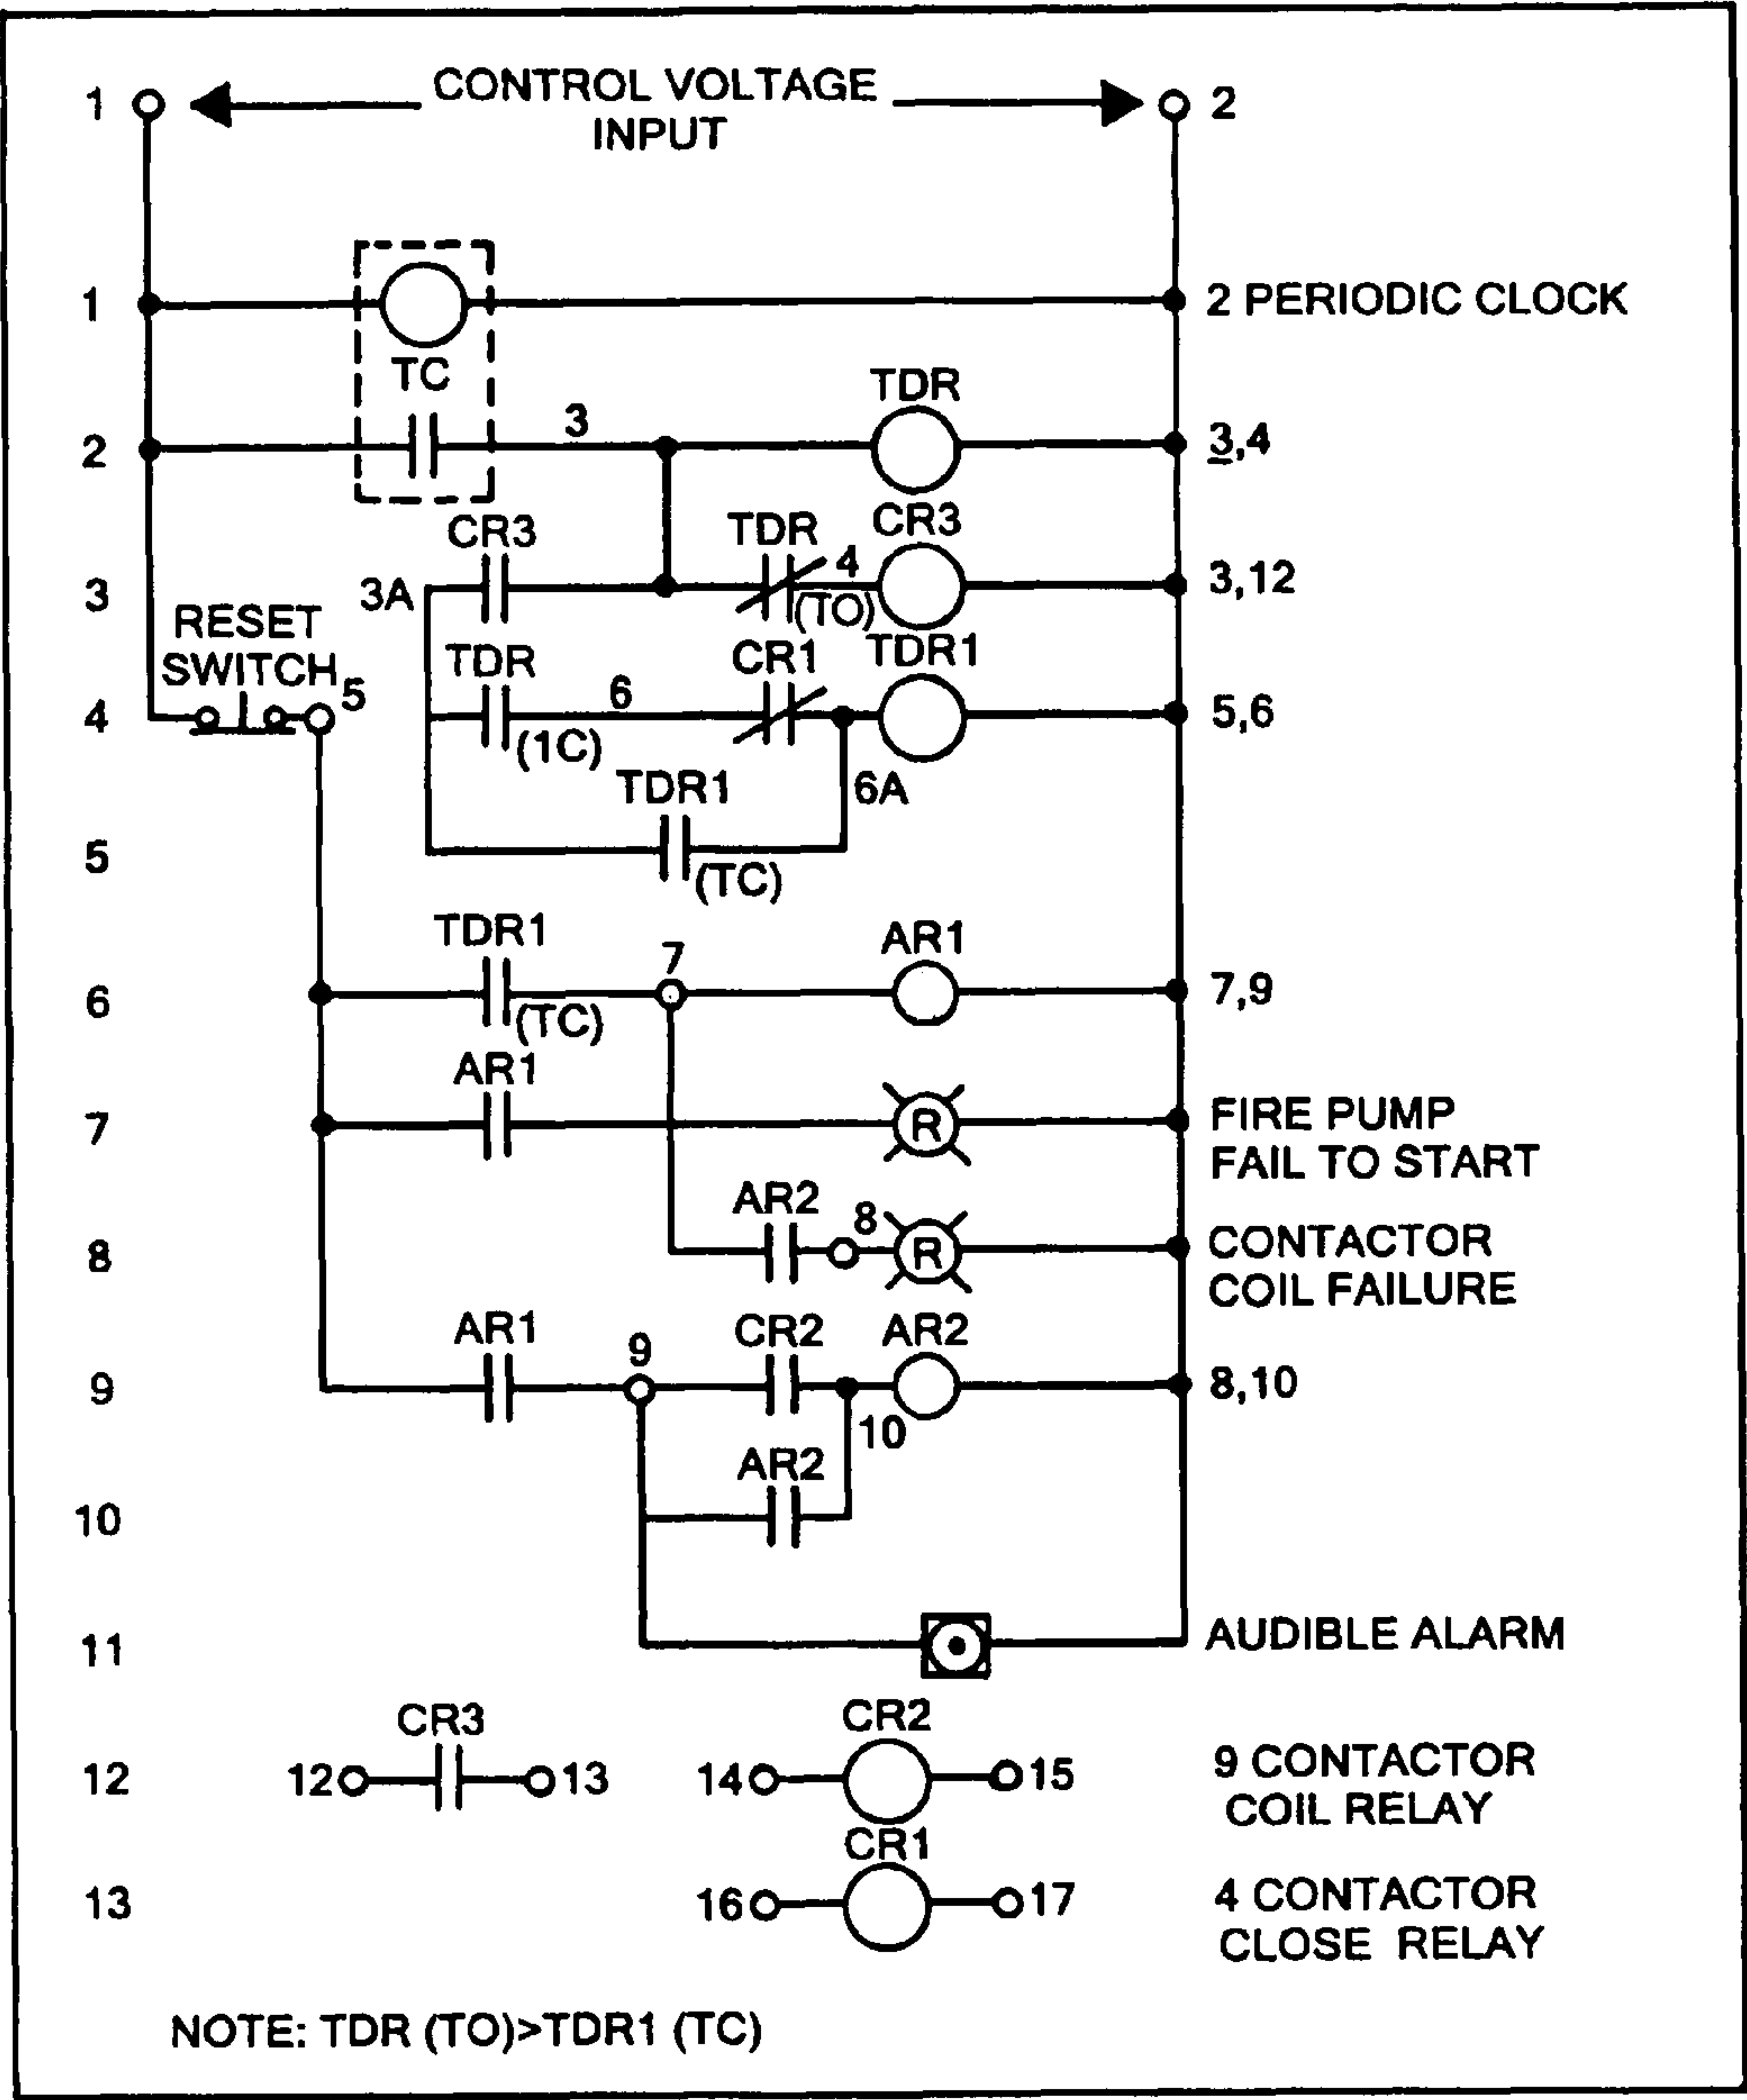 CONTROL VOLTAGE
INPUT
1
2
1
TC
2 PERIODIC CLOCK
2
3
TDR
3,4
3
3A
CR3
TDR
4
(TO)
CR3
3,12
RESET
SWITCH
4
5
TDR
(1C)
6
CR1
TDR1
5,6
6A
5
TDR1
(TC)
6
TDR1
(TC)
7
AR1
7,9
7
AR1
R
FIRE PUMP
FAIL TO START
8
AR2
8
R
CONTACTOR
COIL FAILURE
9
AR1
9
CR2
AR2
8,10
10
10
AR2
11
AUDIBLE ALARM
12
CR3
12
13
CR2
14
15
9 CONTACTOR
COIL RELAY
13
CR1
16
17
4 CONTACTOR
CLOSE RELAY
NOTE: TDR (TO)>TDR1 (TC)